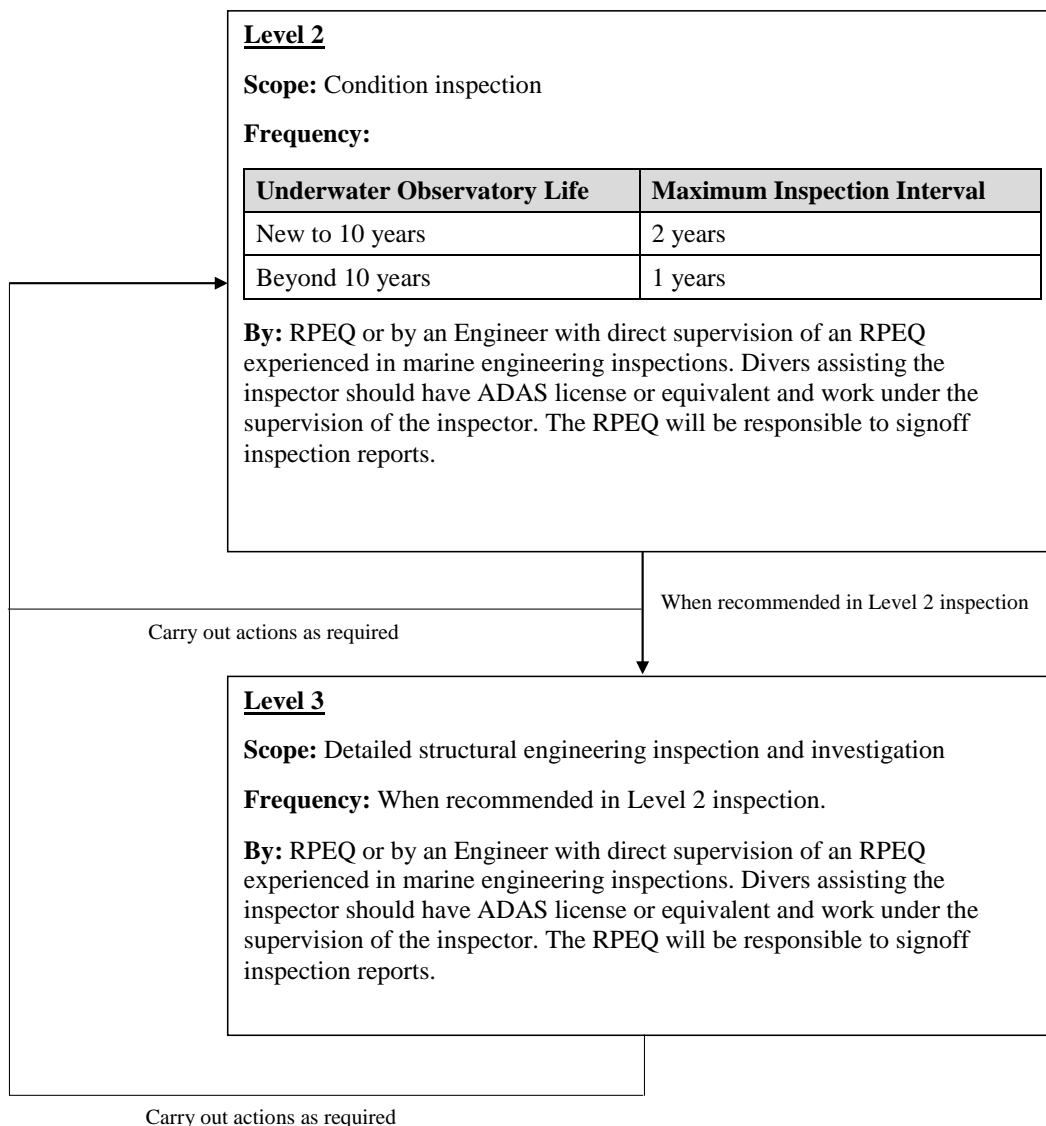 Level 2
Scope: Condition inspection
Frequency:
Underwater Observatory Life Maximum Inspection Interval
New to 10 years 2 years
Beyond 10 years 1 years
By: RPEQ or by an Engineer with direct supervision of an RPEQ
experienced in marine engineering inspections. Divers assisting the
inspector should have ADAS license or equivalent and work under the
supervision of the inspector. The RPEQ will be responsible to signoff
inspection reports.
When recommended in Level 2 inspection
Carry out actions as required
Level 3
Scope: Detailed structural engineering inspection and investigation
Frequency: When recommended in Level 2 inspection.
By: RPEQ or by an Engineer with direct supervision of an RPEQ
experienced in marine engineering inspections. Divers assisting the
inspector should have ADAS license or equivalent and work under the
supervision of the inspector. The RPEQ will be responsible to signoff
inspection reports.
Carry out actions as required